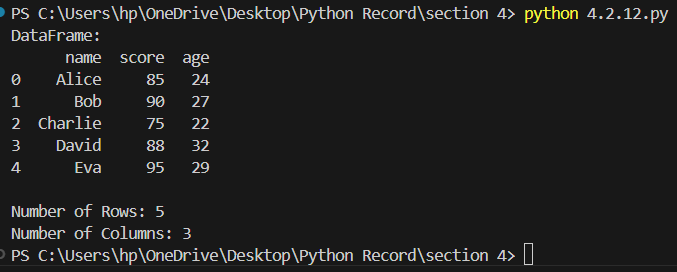 PS C:\Users\hp\OneDrive\Desktop\Python Record\section 4> python 4.2.12.py
DataFrame:
      name  score  age
0    Alice     85   24
1      Bob     90   27
2  Charlie     75   22
3    David     88   32
4      Eva     95   29

Number of Rows: 5
Number of Columns: 3
PS C:\Users\hp\OneDrive\Desktop\Python Record\section 4>